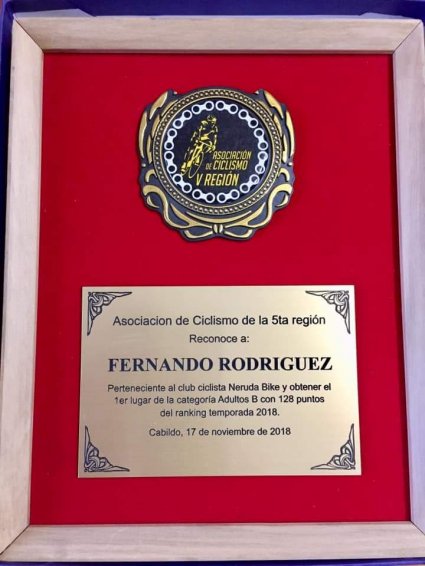 ASOCIACIÓN
DE CICLISMO
V REGIÓN
Asociacion de Ciclismo de la 5ta región
Reconoce a:
FERNANDO RODRIGUEZ
Perteneciente al club ciclista Neruda Bike y obtener el
1er lugar de la categoría Adultos B con 128 puntos
del ranking temporada 2018.
Cabildo, 17 de noviembre de 2018